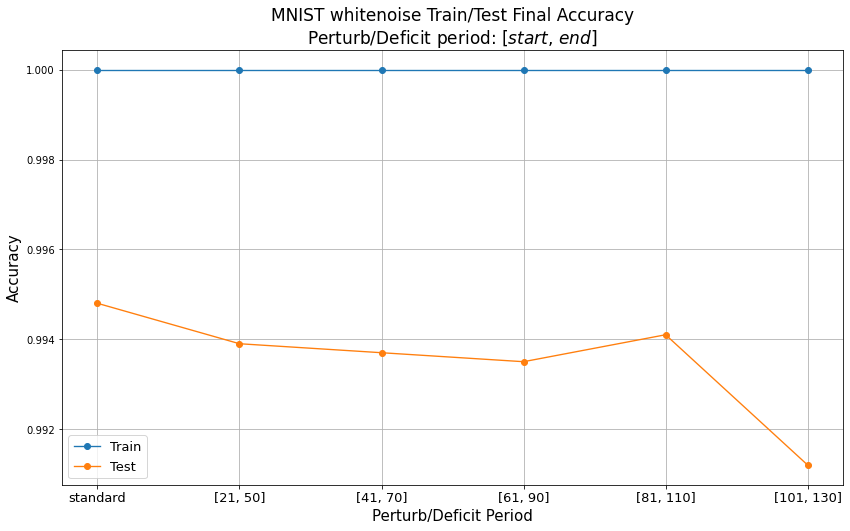 MNIST whitenoise Train/Test Final Accuracy
Perturb/Deficit period: [start, end]
1.000
0.998
0.996
0.994
0.992
Accuracy
Train
Test
standard [21, 50] [41, 70] [61, 90] [81, 110] [101, 130]
Perturb/Deficit Period